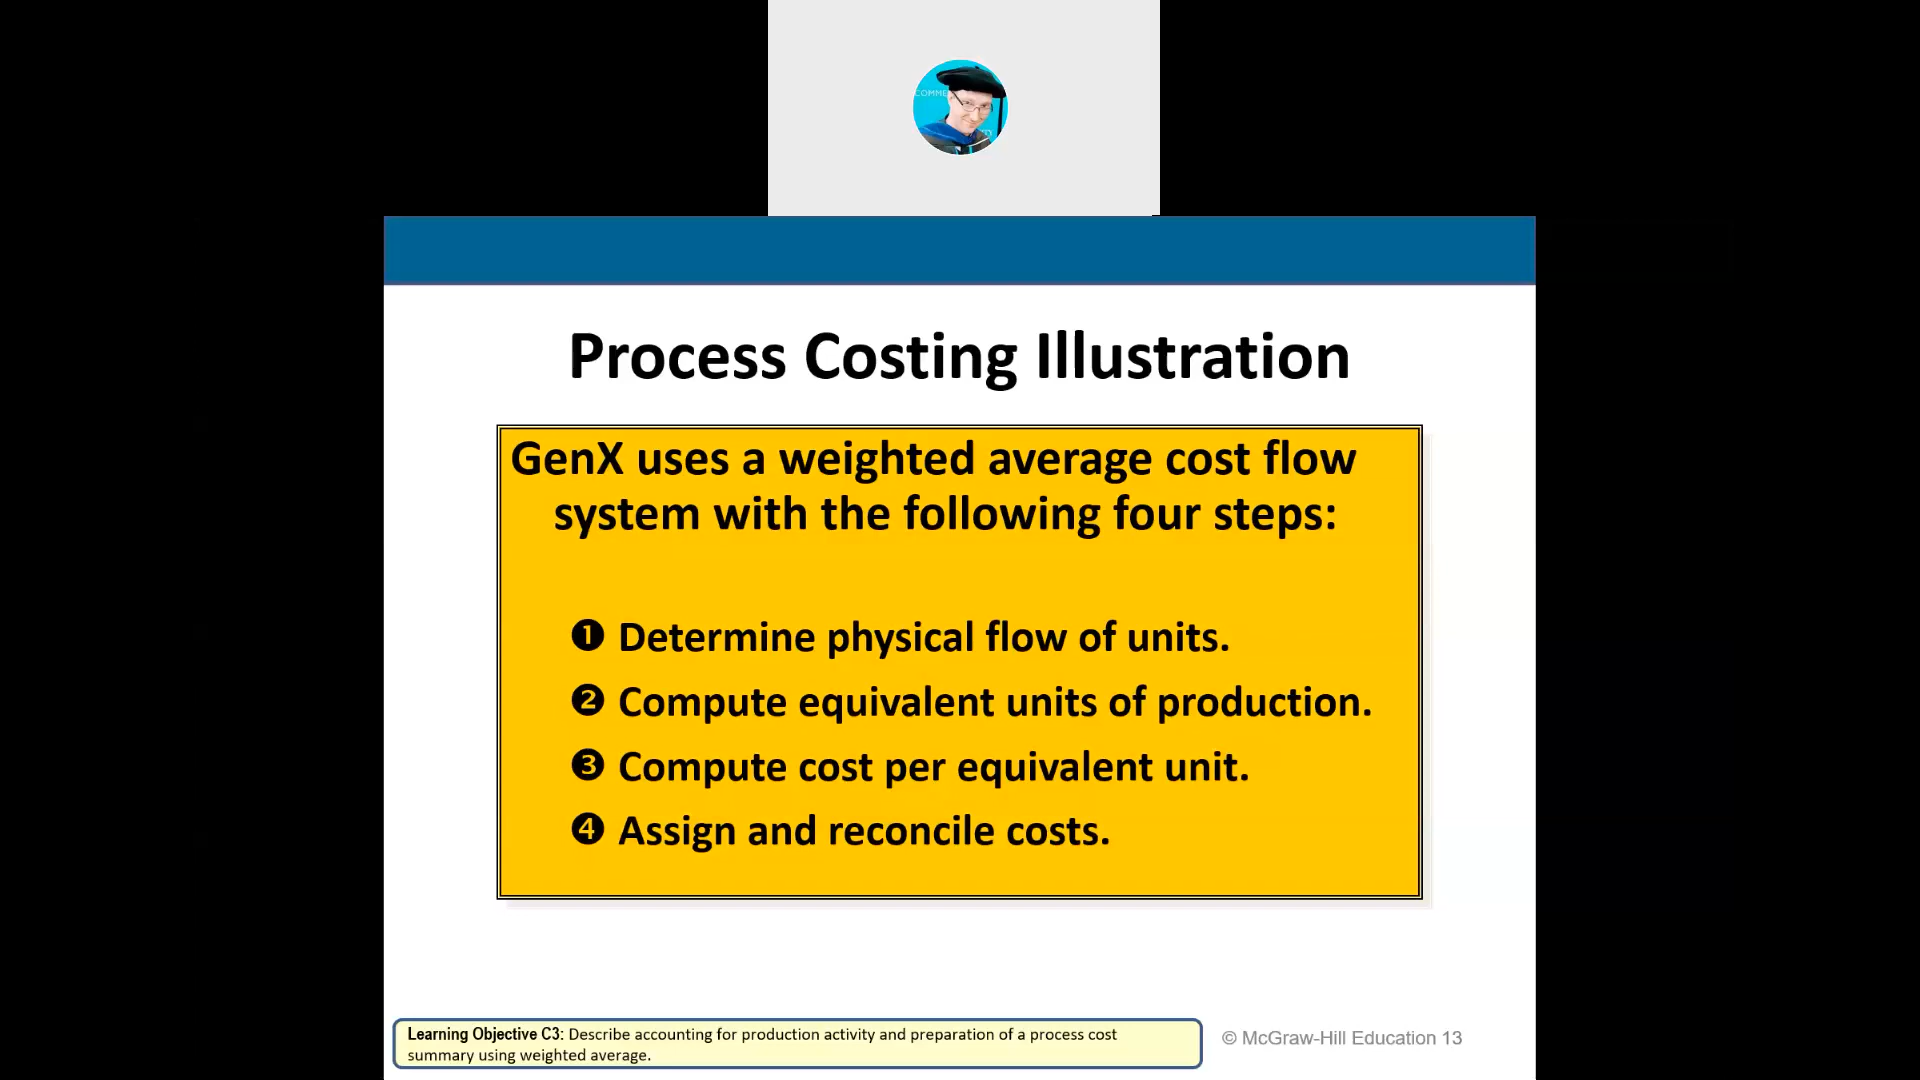 COMME
Process Costing Illustration
GenX uses a weighted average cost flow
system with the following four steps:
❶ Determine physical flow of units.
❷ Compute equivalent units of production.
❸ Compute cost per equivalent unit.
❹ Assign and reconcile costs.
Learning Objective C3: Describe accounting for production activity and preparation of a process cost
summary using weighted average.
© McGraw-Hill Education 13